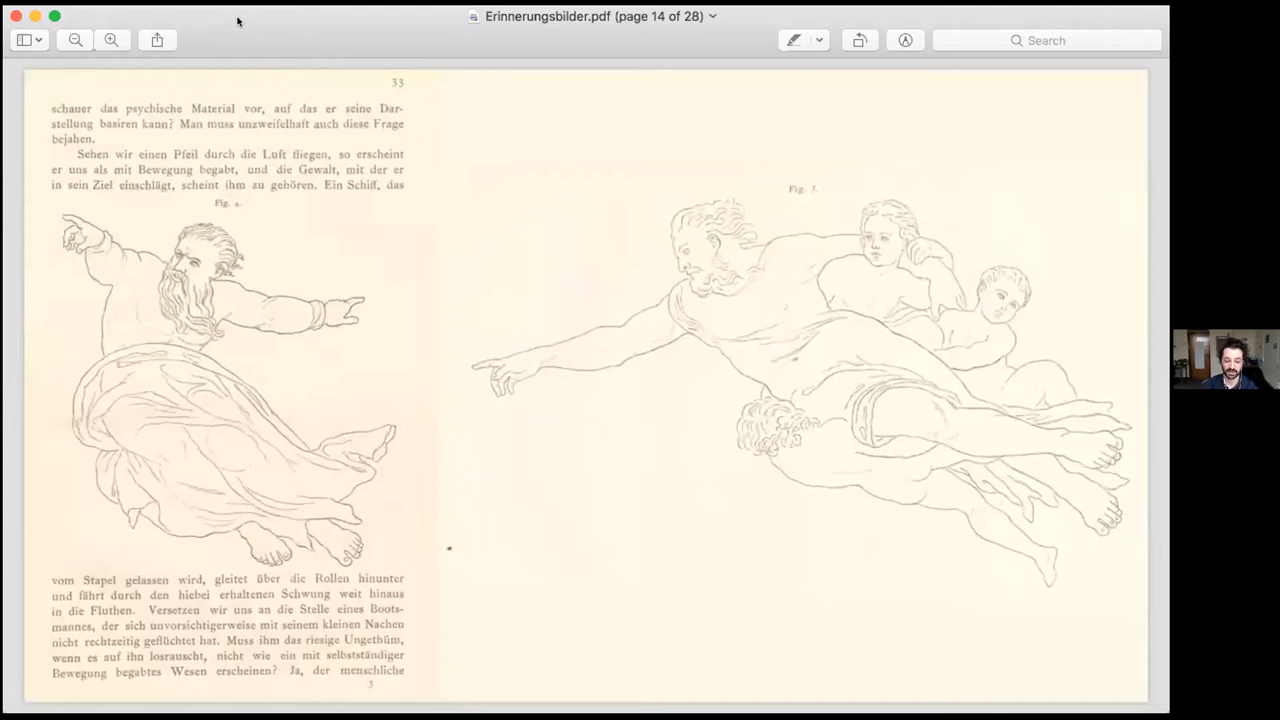 Erinnerungsbilder.pdf (page 14 of 28)
Search
33
schauer das psychische Material vor, auf das er seine Dar-
stellung basiren kann? Man muss unzweifelhaft auch diese Frage
bejahen.
Sehen wir einen Pfeil durch die Luft fliegen, so erscheint
er uns als mit Bewegung begabt, und die Gewalt, mit der er
in sein Ziel einschlägt, scheint ihm zu gehören. Ein Schiff, das
Fig. 4.
vom Stapel gelassen wird, gleitet über die Rollen hinunter
und fährt durch den hiebei erhaltenen Schwung weit hinaus
in die Fluthen. Versetzen wir uns an die Stelle eines Boots-
mannes, der sich unvorsichtigerweise mit seinem kleinen Nachen
nicht rechtzeitig geflüchtet hat. Muss ihm das riesige Ungethüm,
wenn es auf ihn losrauscht, nicht wie ein mit selbstständiger
Bewegung begabtes Wesen erscheinen? Ja, der menschliche
3
Fig.